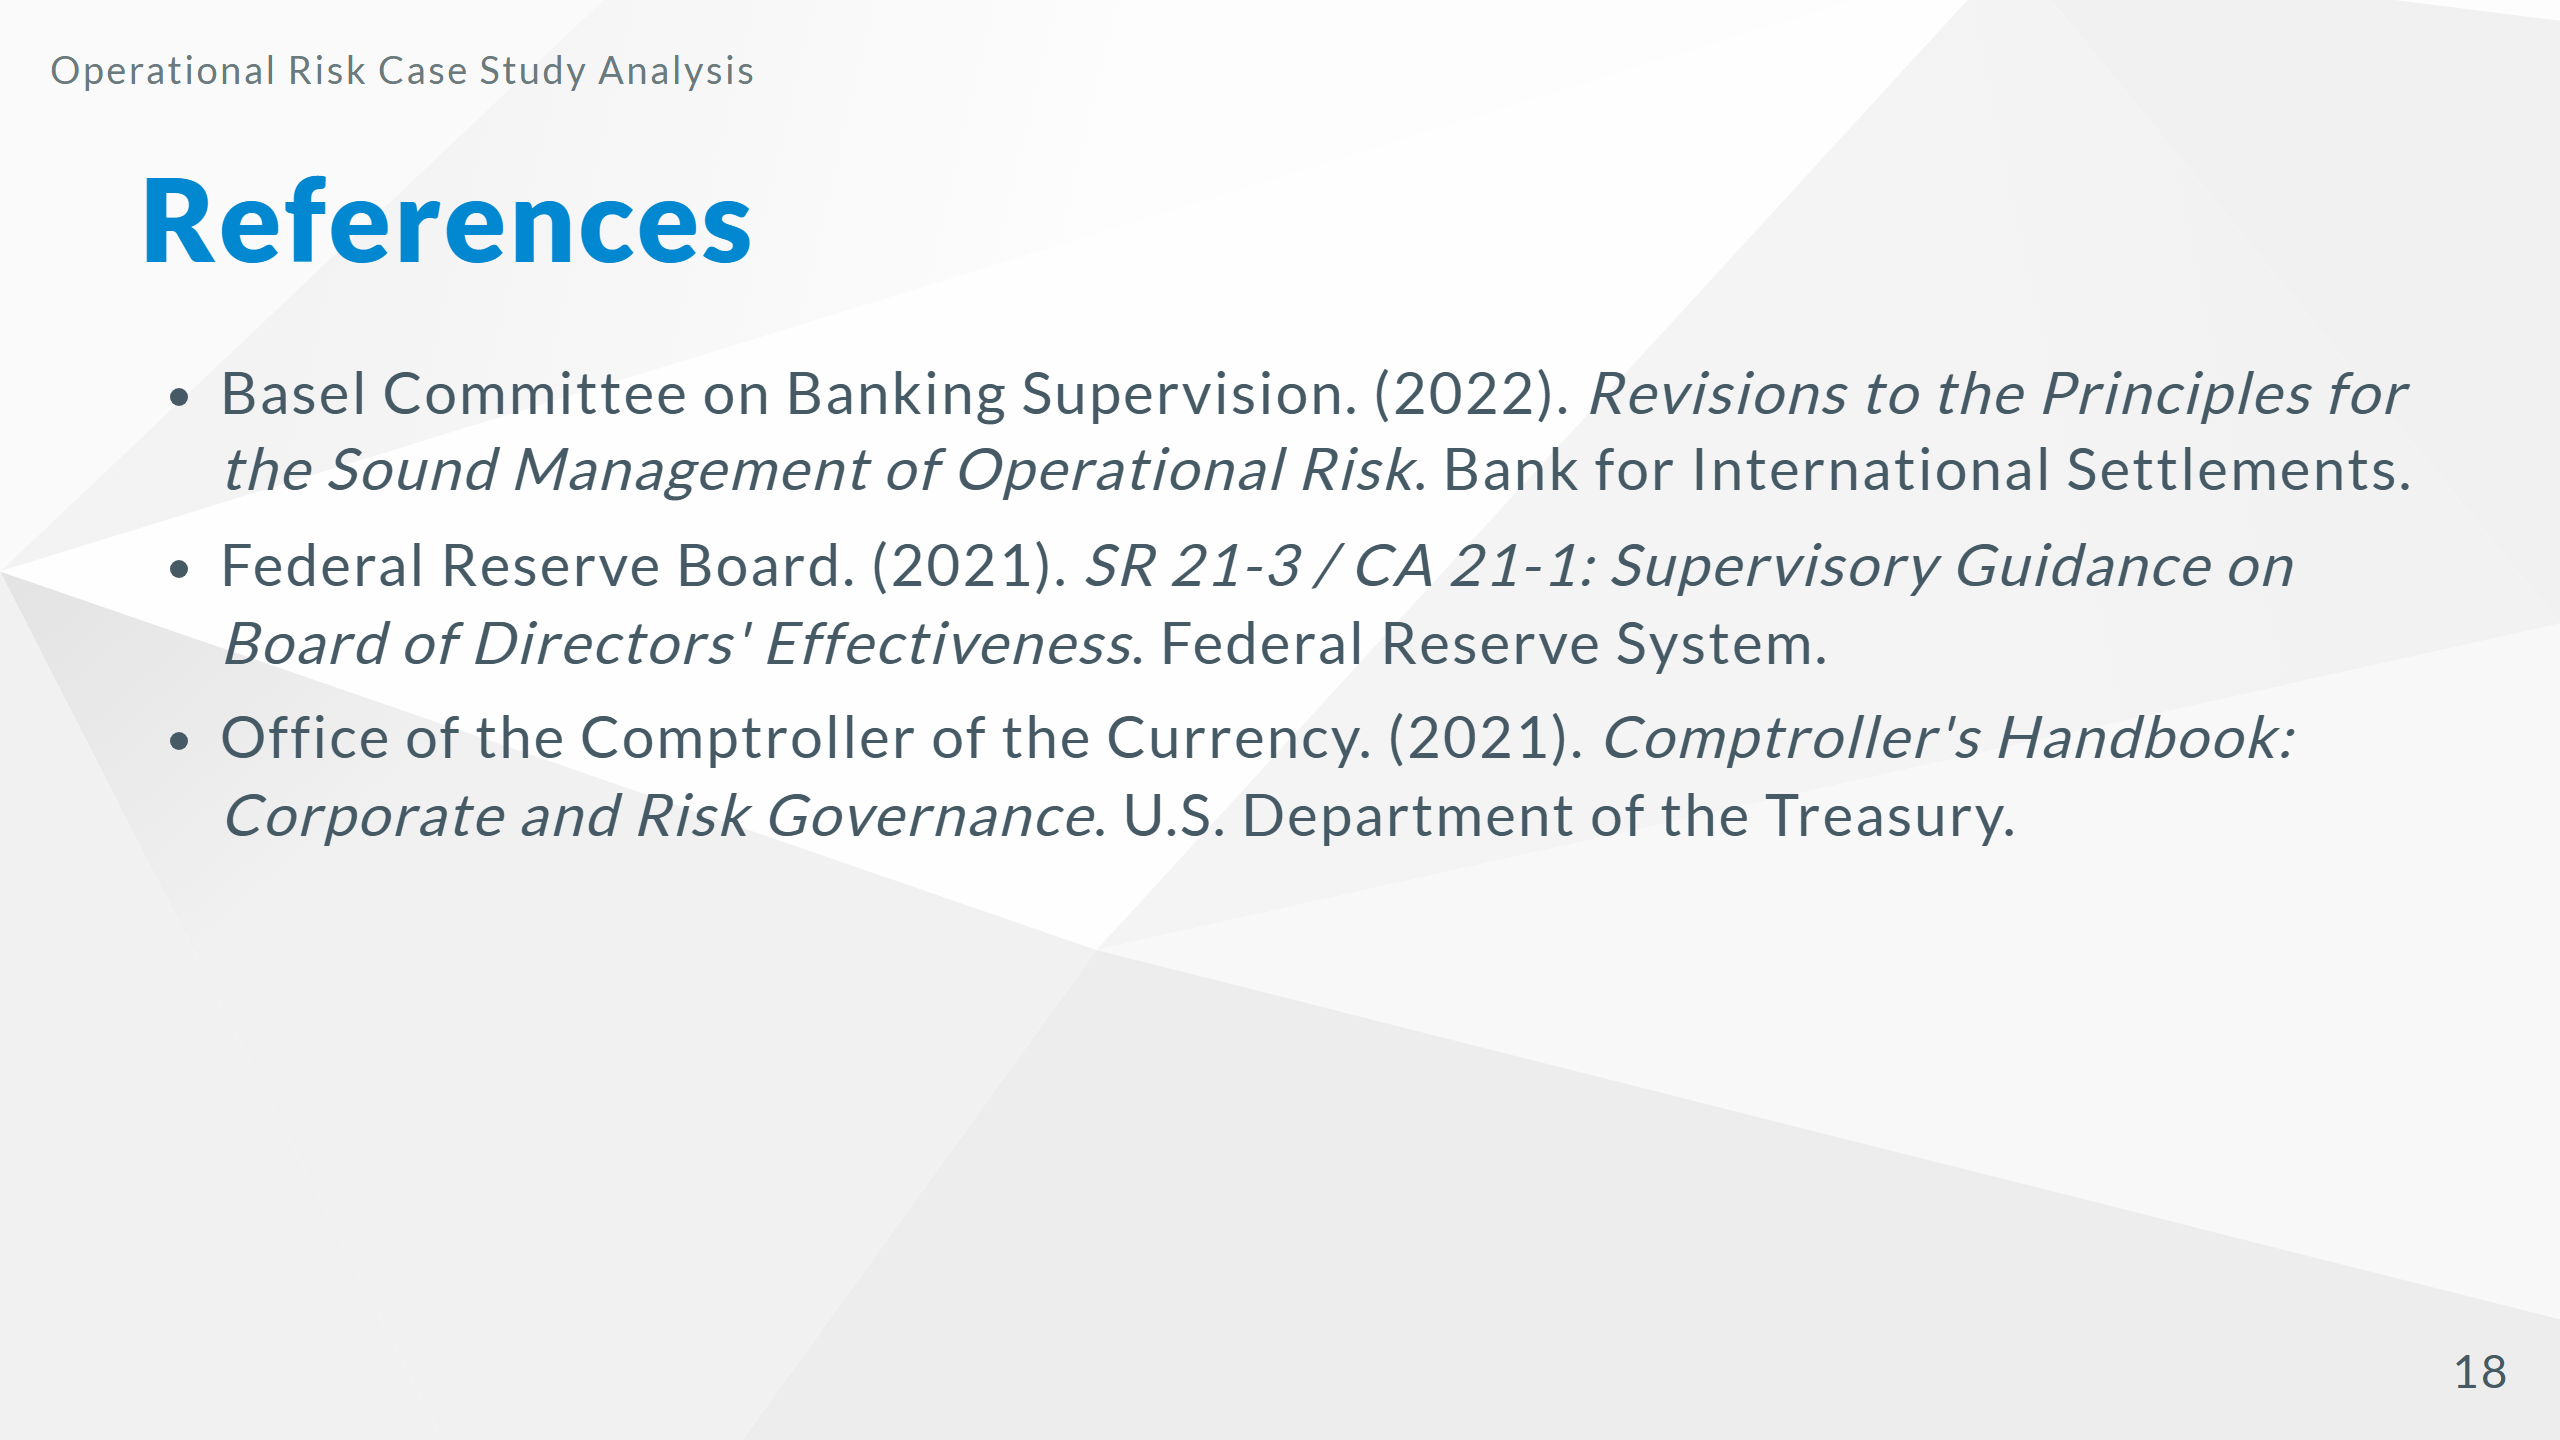 Operational Risk Case Study Analysis
References
• Basel Committee on Banking Supervision. (2022). Revisions to the Principles for
the Sound Management of Operational Risk. Bank for International Settlements.
• Federal Reserve Board. (2021). SR 21-3 / CA 21-1: Supervisory Guidance on
Board of Directors' Effectiveness. Federal Reserve System.
• Office of the Comptroller of the Currency. (2021). Comptroller's Handbook:
Corporate and Risk Governance. U.S. Department of the Treasury.
18